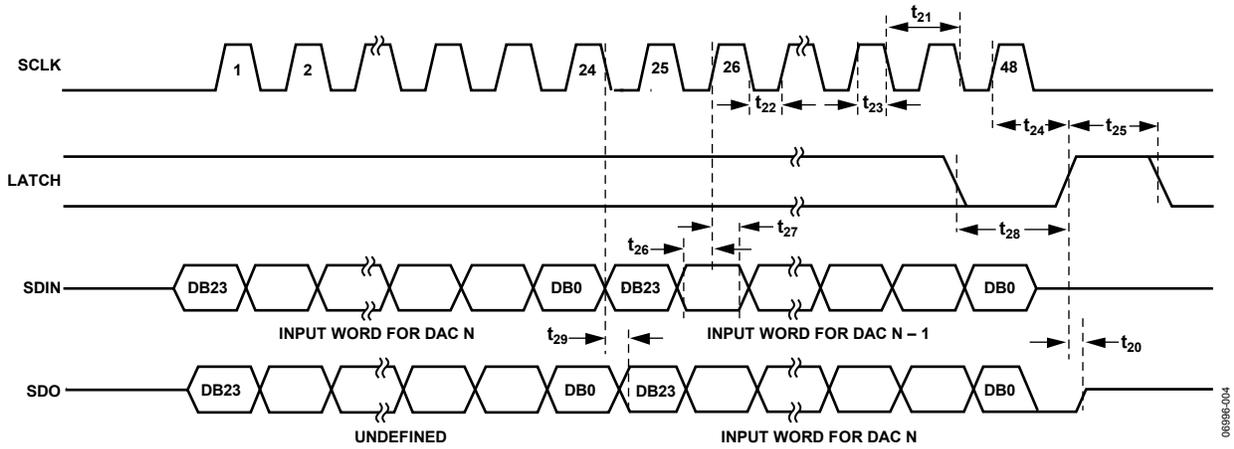 t21
SCLK 1 2 24 25 26 48
t22 t23
t24 t25
LATCH
t27
t28
t26
SDIN DB23 DB0 DB23 DB0
INPUT WORD FOR DAC N INPUT WORD FOR DAC N – 1
t29
t20
SDO DB23 DB0 DB23 DB0
UNDEFINED INPUT WORD FOR DAC N
06996-004